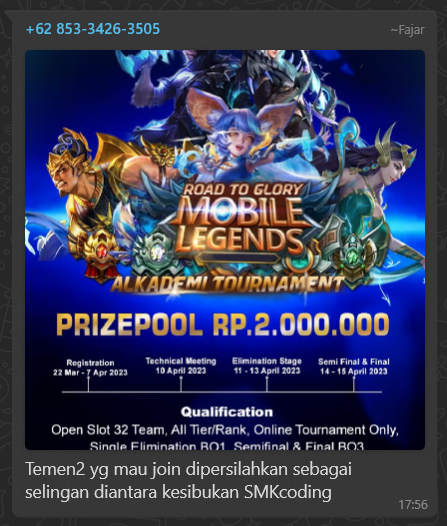 +62 853-3426-3505
~Fajar
ROAD TO GLORY
MOBILE
LEGENDS
ALKADEMI TOURNAMENT
PRIZEPOOL RP.2.000.000
Registration
22 Mar - 7 Apr 2023
Technical Meeting
10 April 2023
Elimination Stage
11 - 13 April 2023
Semi Final & Final
14 - 15 April 2023
Qualification
Open Slot 32 Team, All Tier/Rank, Online Tournament Only,
Single Elimination BO1, Semifinal & Final BO3
Temen2 yg mau join dipersilahkan sebagai
selingan diantara kesibukan SMKcoding
17:56